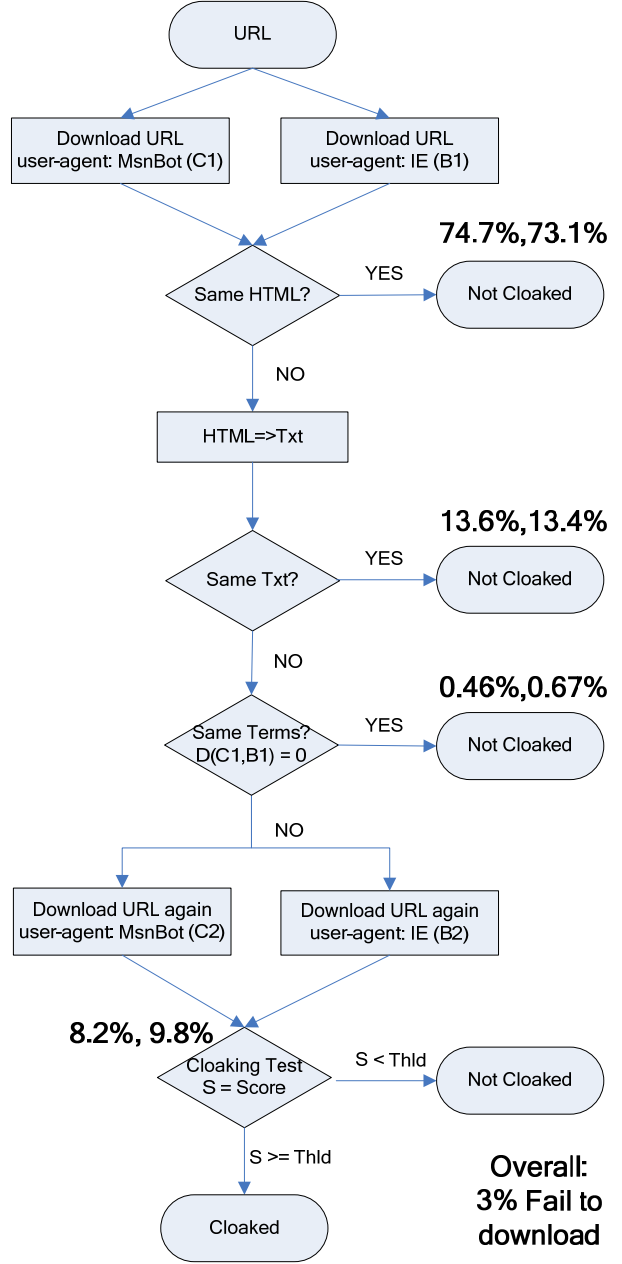 URL
Download URL
user-agent: MsnBot (C1)
Download URL
user-agent: IE (B1)
74.7%,73.1%
Same HTML?
YES
Not Cloaked
NO
HTML=>Txt
13.6%,13.4%
Same Txt?
YES
Not Cloaked
NO
0.46%,0.67%
Same Terms?
D(C1,B1) = 0
YES
Not Cloaked
NO
Download URL again
user-agent: MsnBot (C2)
Download URL again
user-agent: IE (B2)
8.2%, 9.8%
Cloaking Test
S = Score
S < Thld
Not Cloaked
S >= Thld
Cloaked
Overall:
3% Fail to
download